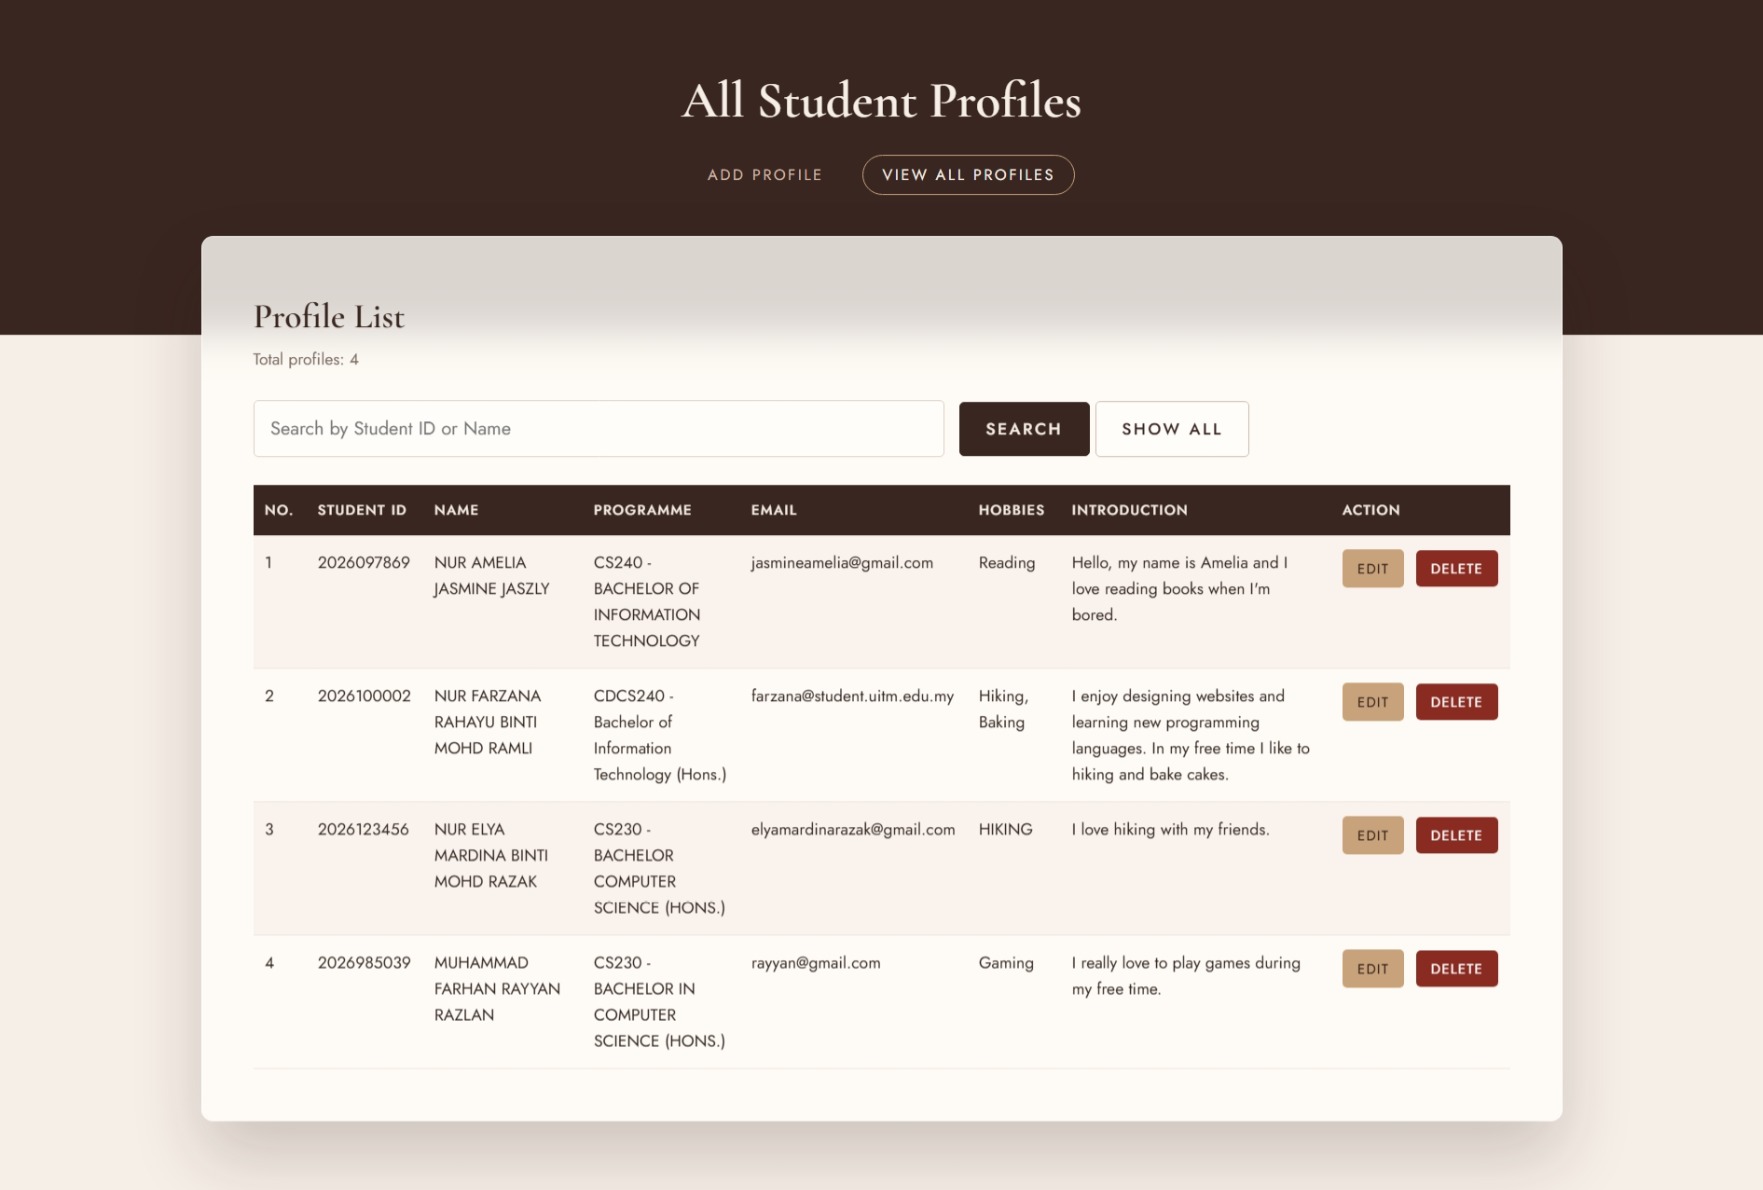 All Student Profiles
ADD PROFILE VIEW ALL PROFILES
Profile List
Total profiles: 4
Search by Student ID or Name SEARCH SHOW ALL
NO. STUDENT ID NAME PROGRAMME EMAIL HOBBIES INTRODUCTION ACTION
1 2026097869 NUR AMELIA CS240 - jasmineamelia@gmail.com Reading Hello, my name is Amelia and I EDIT DELETE
JASMINE JASZLY BACHELOR OF love reading books when I'm
INFORMATION bored.
TECHNOLOGY
2 2026100002 NUR FARZANA CDCS240 - farzana@student.uitm.edu.my Hiking, I enjoy designing websites and EDIT DELETE
RAHAYU BINTI Bachelor of Baking learning new programming
MOHD RAMLI Information languages. In my free time I like to
Technology (Hons.) hiking and bake cakes.
3 2026123456 NUR ELYA CS230 - elyamardinarazak@gmail.com HIKING I love hiking with my friends. EDIT DELETE
MARDINA BINTI BACHELOR
MOHD RAZAK COMPUTER
SCIENCE (HONS.)
4 2026985039 MUHAMMAD CS230 - rayyan@gmail.com Gaming I really love to play games during EDIT DELETE
FARHAN RAYYAN BACHELOR IN my free time.
RAZLAN COMPUTER
SCIENCE (HONS.)